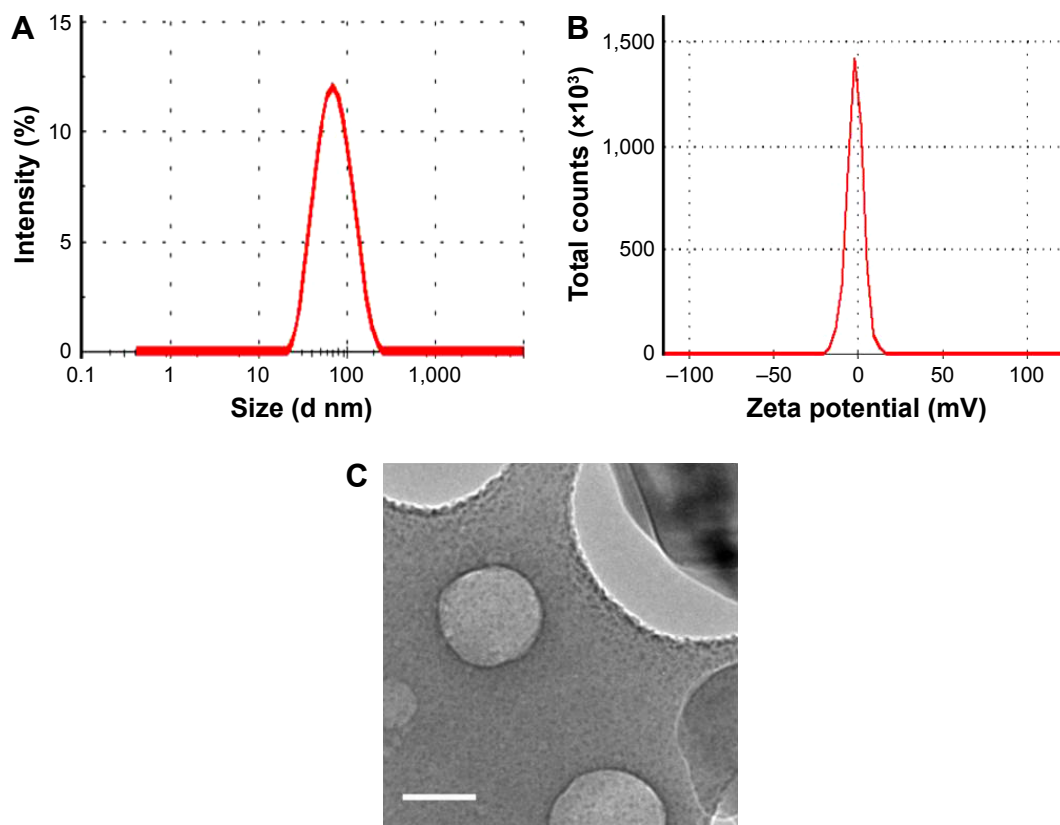 A
15
10
5
0
Intensity (%)
0.1 1 10 100 1,000
Size (d nm)
B
1,500
1,000
500
0
Total counts (×10³)
–100 –50 0 50 100
Zeta potential (mV)
C